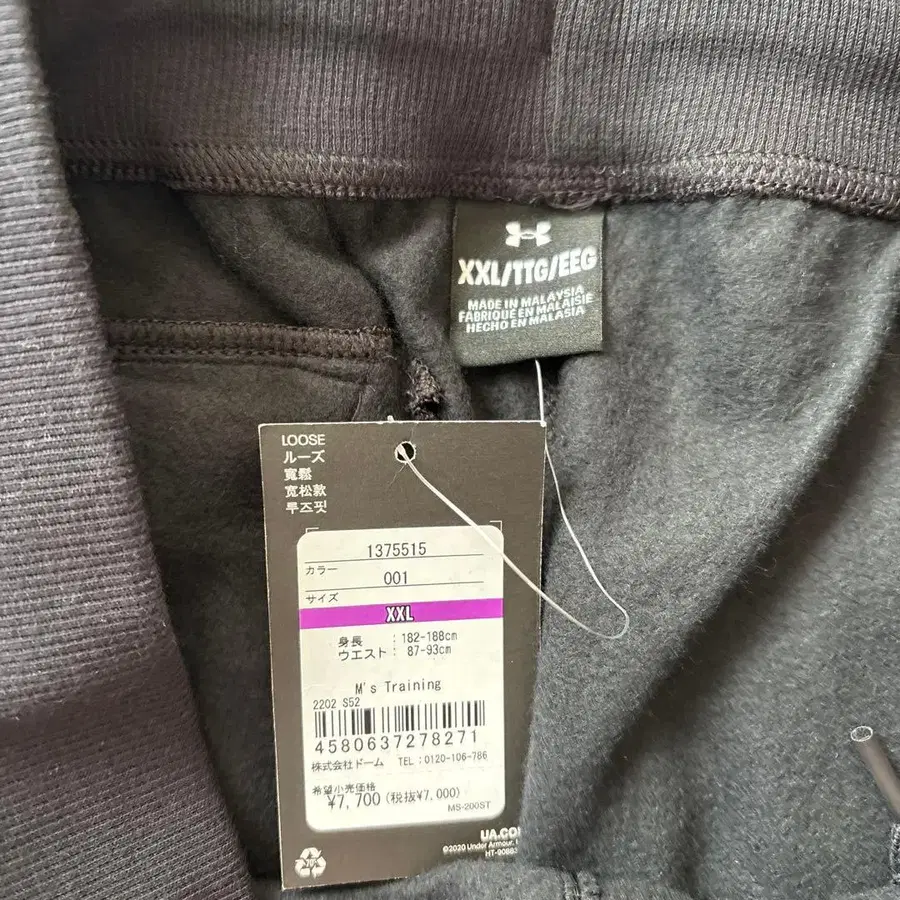 XXL/TTG/EEG
MADE IN MALAYSIA
FABRIQUÉ EN MALAISIE
HECHO EN MALASIA
LOOSE
ルーズ
寬鬆
宽松款
루즈핏
1375515
カラー
001
サイズ
XXL
身長 : 182-188cm
ウエスト : 87-93cm
M's Training
2202 S52
4580637278271
株式会社ドーム TEL:0120-106-786
希望小売価格
¥7,700(税抜¥7,000)
MS-200ST
UA.CO
©2020 Under Armour,